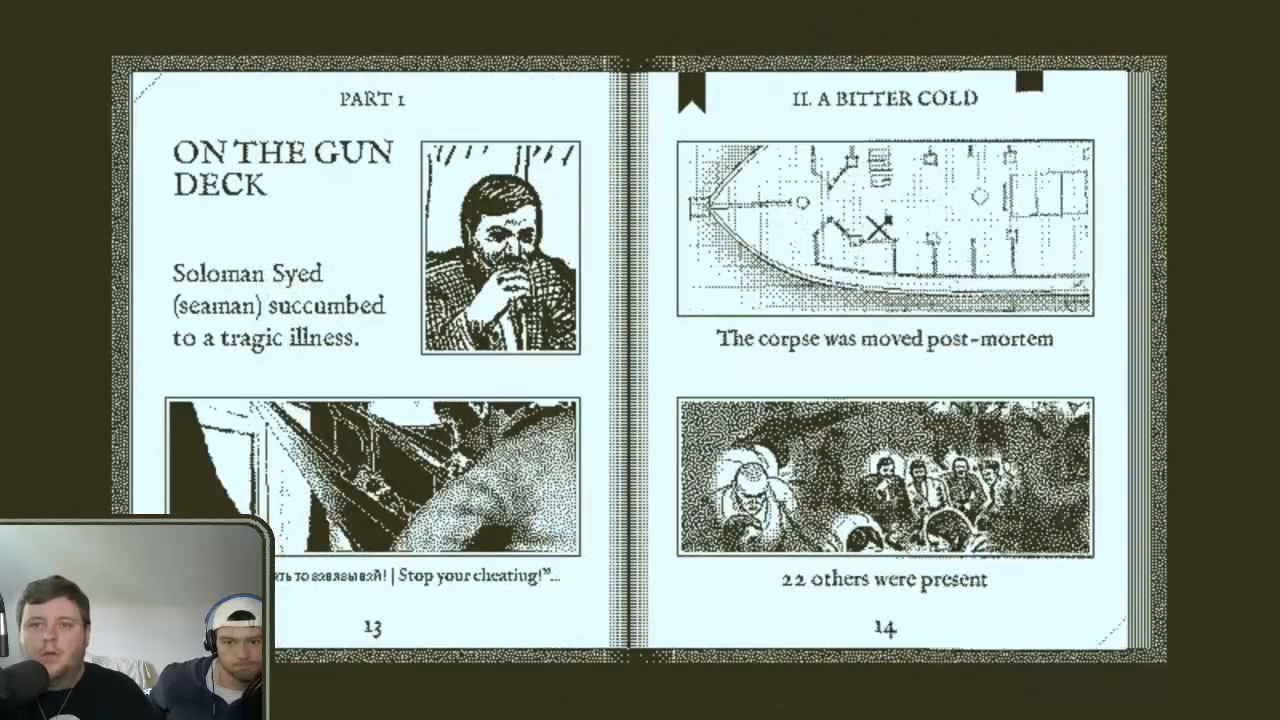 PART 1
ON THE GUN
DECK
Soloman Syed
(seaman) succumbed
to a tragic illness.
| Stop your cheating!"...
13
II. A BITTER COLD
The corpse was moved post-mortem
22 others were present
14